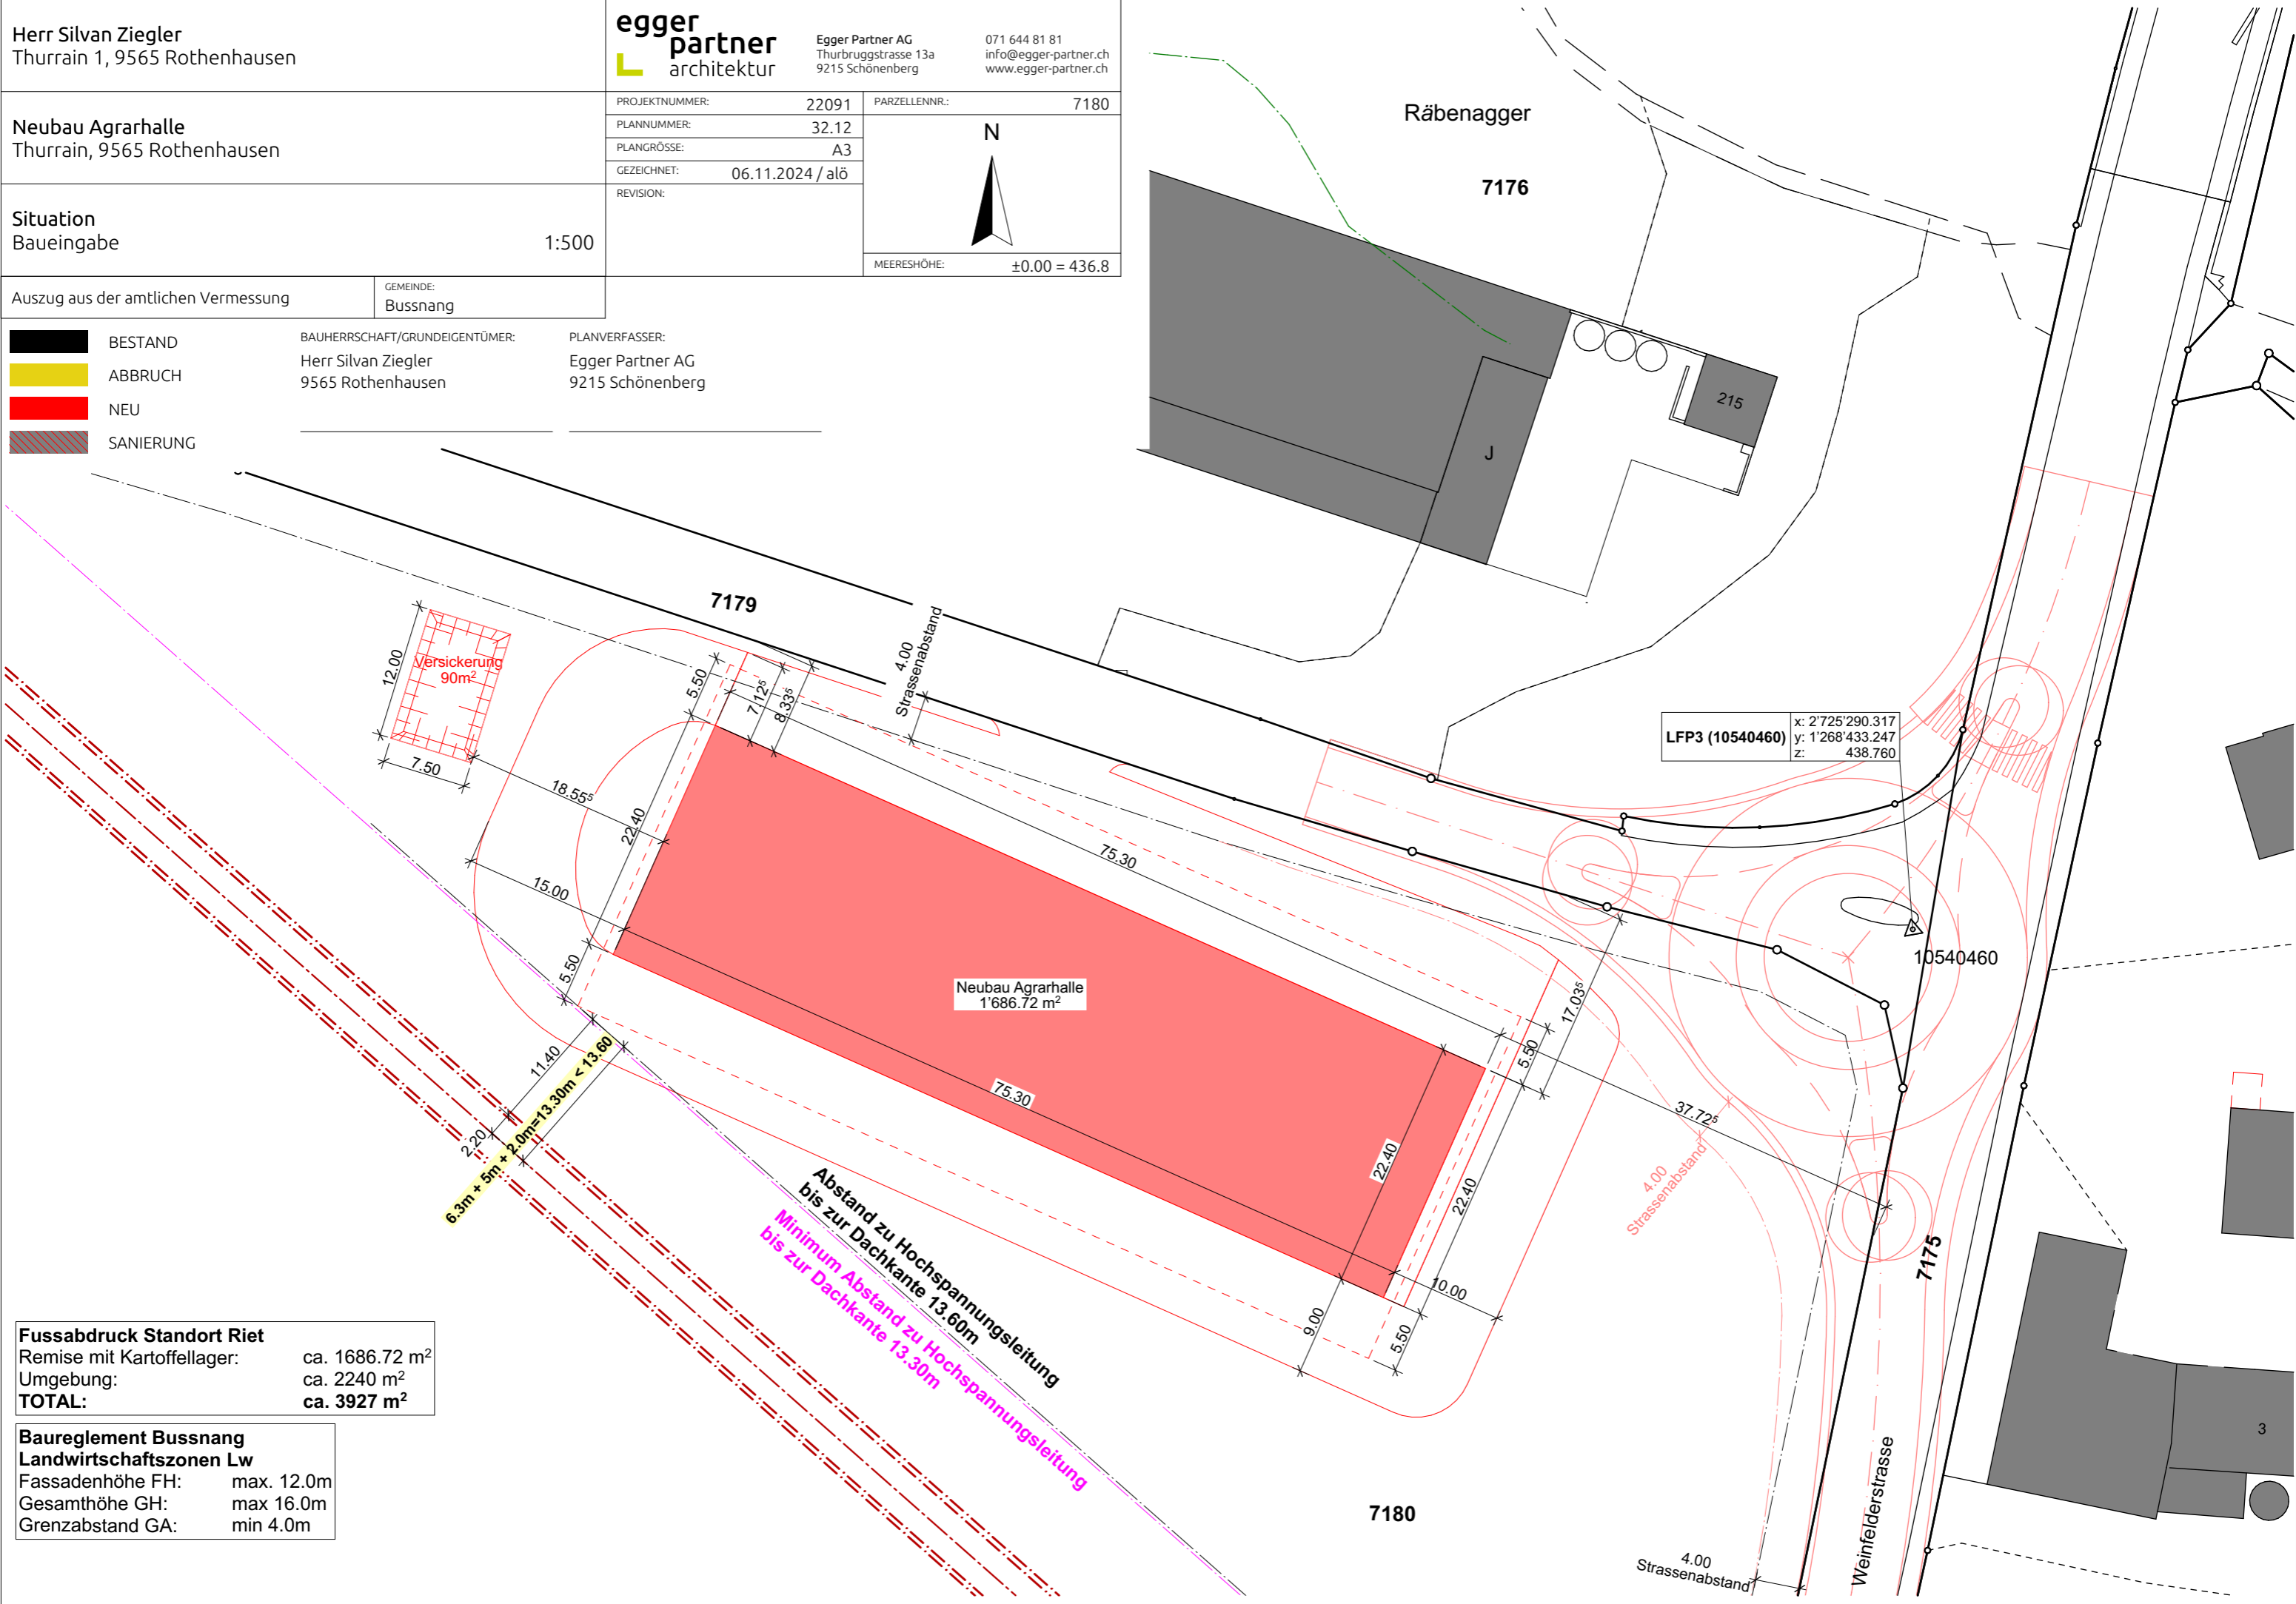 Herr Silvan Ziegler
Thurrain 1, 9565 Rothenhausen
Neubau Agrarhalle
Thurrain, 9565 Rothenhausen
Situation
Baueingabe 1:500
Auszug aus der amtlichen Vermessung
GEMEINDE:
Bussnang
egger
partner
architektur
Egger Partner AG
Thurbruggstrasse 13a
9215 Schönenberg
071 644 81 81
info@egger-partner.ch
www.egger-partner.ch
PROJEKTNUMMER: 22091
PLANNUMMER: 32.12
PLANGRÖSSE: A3
GEZEICHNET: 06.11.2024 / alö
REVISION:
PARZELLENNR.: 7180
N
MEERESHÖHE: ±0.00 = 436.8
BESTAND
ABBRUCH
NEU
SANIERUNG
BAUHERRSCHAFT/GRUNDEIGENTÜMER:
Herr Silvan Ziegler
9565 Rothenhausen
PLANVERFASSER:
Egger Partner AG
9215 Schönenberg
Räbenagger
7176
215
J
7179
4.00
Strassenabstand
12.00
Versickerung
90m²
7.50
5.50
7.12⁵
8.33⁵
18.55⁵
22.40
15.00
5.50
75.30
LFP3 (10540460)
x: 2'725'290.317
y: 1'268'433.247
z: 438.760
10540460
Neubau Agrarhalle
1'686.72 m²
17.03⁵
5.50
37.72⁵
75.30
22.40
22.40
10.00
9.00
5.50
4.00
Strassenabstand
11.40
2.20
6.3m + 5m + 2.0m=13.30m < 13.60
Abstand zu Hochspannungsleitung
bis zur Dachkante 13.60m
Minimum Abstand zu Hochspannungsleitung
bis zur Dachkante 13.30m
7175
3
7180
Weinfelderstrasse
4.00
Strassenabstand
Fussabdruck Standort Riet
Remise mit Kartoffellager: ca. 1686.72 m²
Umgebung: ca. 2240 m²
TOTAL: ca. 3927 m²
Baureglement Bussnang
Landwirtschaftszonen Lw
Fassadenhöhe FH: max. 12.0m
Gesamthöhe GH: max 16.0m
Grenzabstand GA: min 4.0m